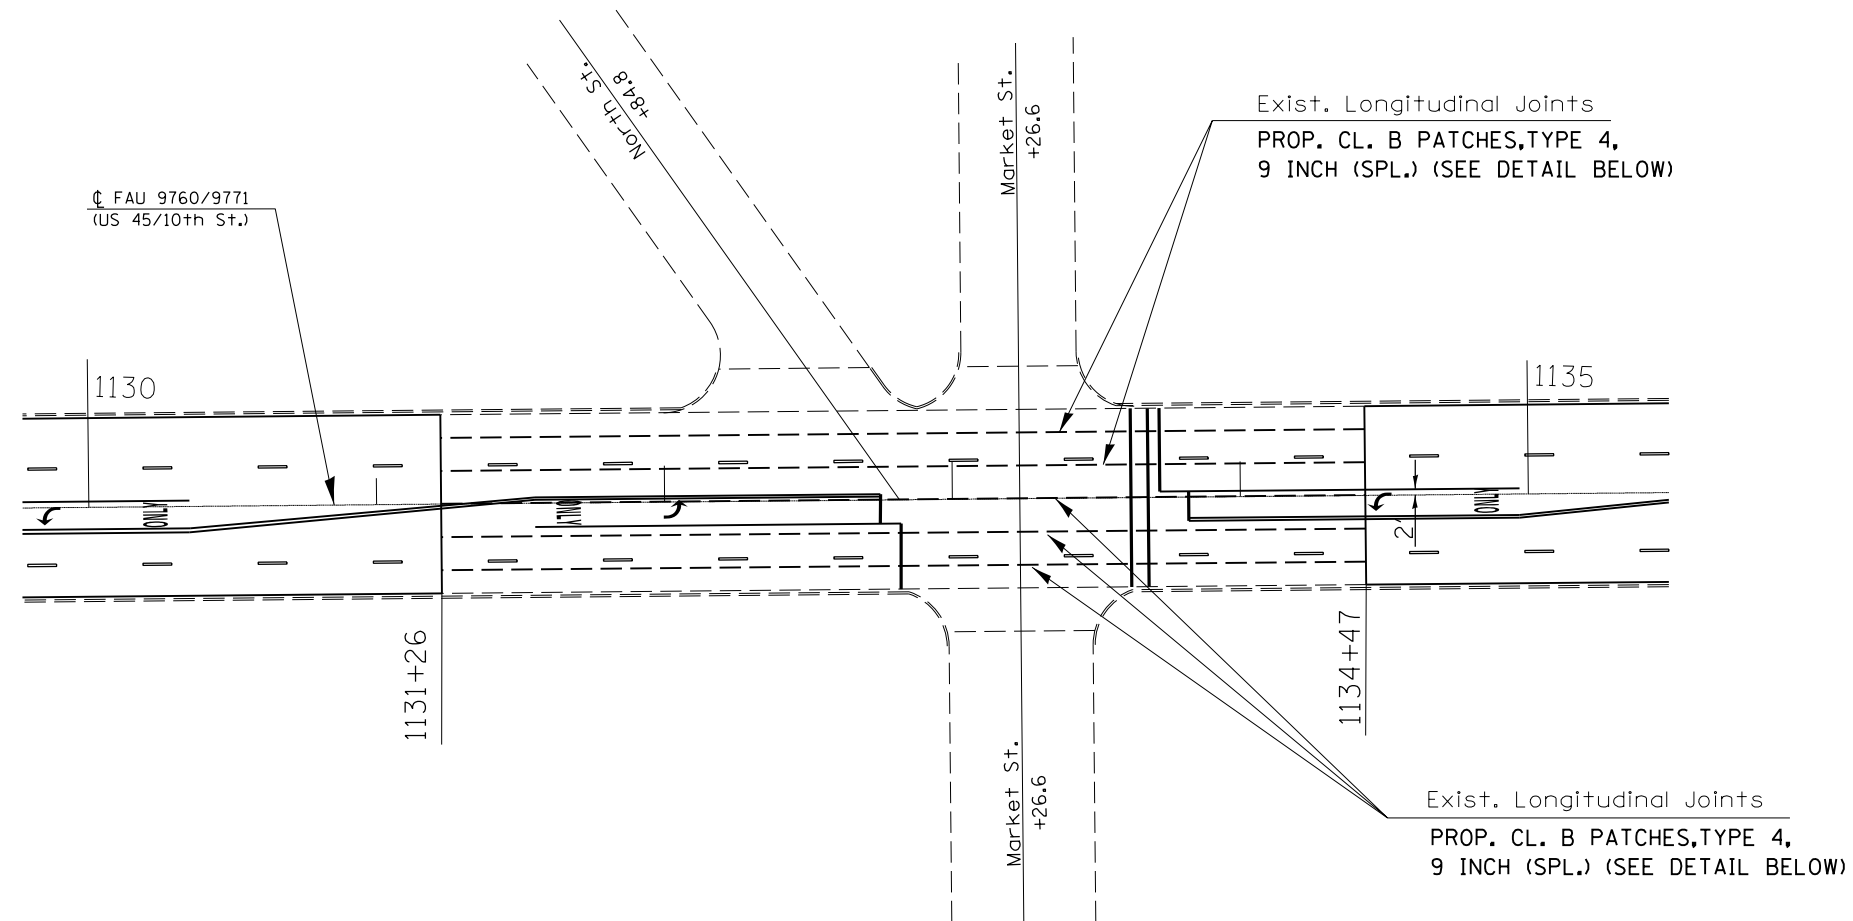 North St.
+84.8
Market St.
+26.6
Exist. Longitudinal Joints
PROP. CL. B PATCHES,TYPE 4,
9 INCH (SPL.) (SEE DETAIL BELOW)
℄ FAU 9760/9771
(US 45/10th St.)
1130
1135
ONLY
ONLY
ONLY
2'
1131+26
1134+47
Market St.
+26.6
Exist. Longitudinal Joints
PROP. CL. B PATCHES,TYPE 4,
9 INCH (SPL.) (SEE DETAIL BELOW)